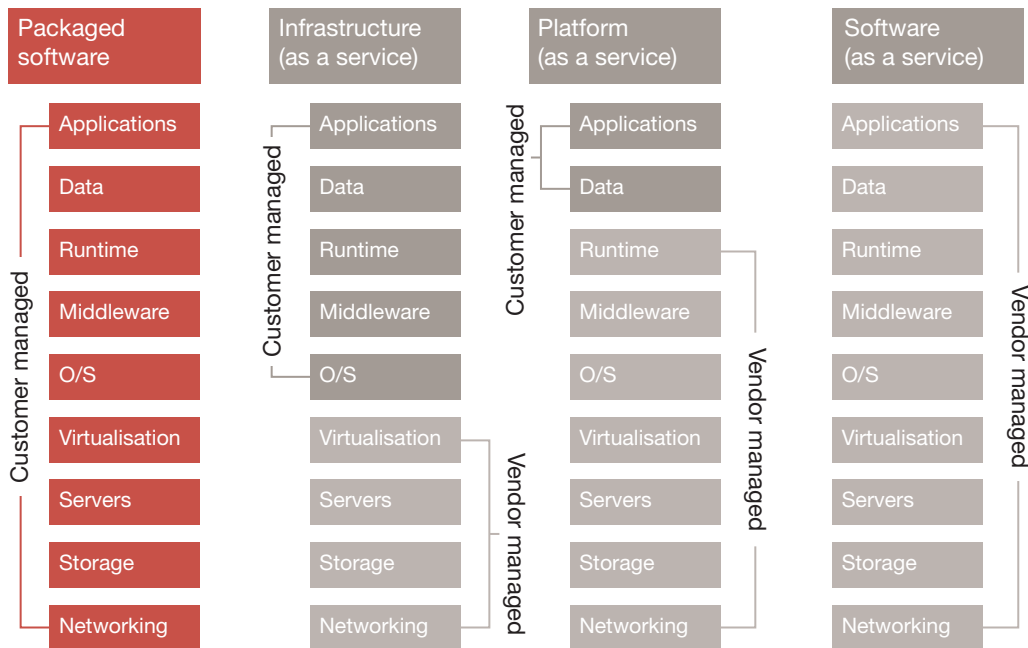 Packaged
software
Customer managed
Applications
Data
Runtime
Middleware
O/S
Virtualisation
Servers
Storage
Networking
Infrastructure
(as a service)
Customer managed
Applications
Data
Runtime
Middleware
O/S
Virtualisation
Servers
Storage
Networking
Vendor managed
Platform
(as a service)
Customer managed
Applications
Data
Runtime
Middleware
O/S
Virtualisation
Servers
Storage
Networking
Vendor managed
Software
(as a service)
Applications
Data
Runtime
Middleware
O/S
Virtualisation
Servers
Storage
Networking
Vendor managed